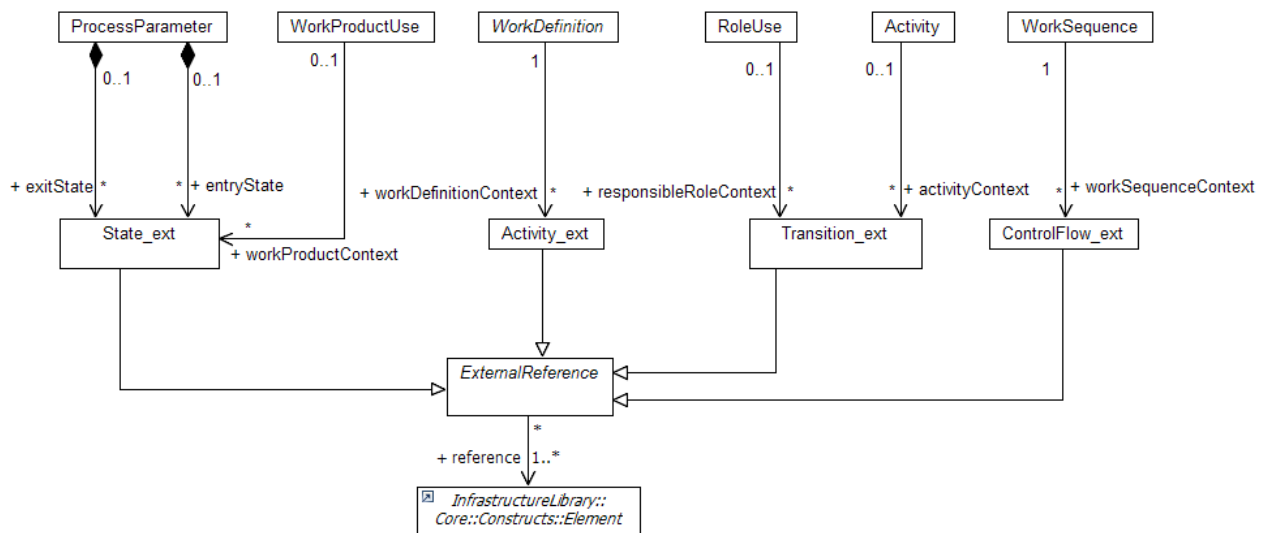 ProcessParameter WorkProductUse WorkDefinition RoleUse Activity WorkSequence
0..1 0..1 0..1 1 0..1 0..1 1
+ exitState * * + entryState + workDefinitionContext * + responsibleRoleContext * * + activityContext * + workSequenceContext
State_ext * Activity_ext Transition_ext ControlFlow_ext
+ workProductContext
ExternalReference
*
+ reference 1..*
InfrastructureLibrary::
Core::Constructs::Element